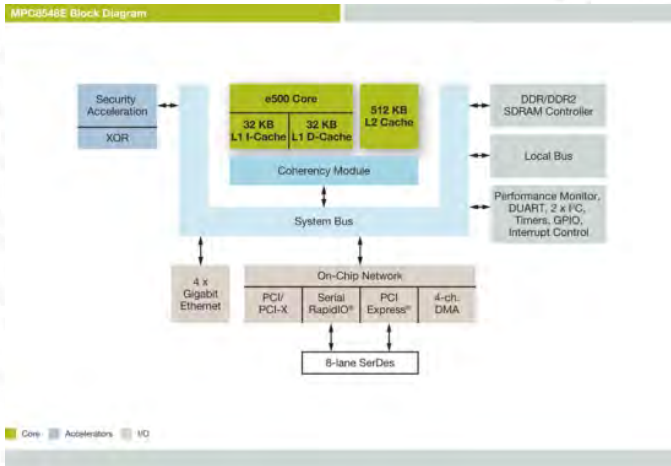 MPC8548E Block Diagram
Security
Acceleration
XOR
e500 Core
32 KB
L1 I-Cache
32 KB
L1 D-Cache
512 KB
L2 Cache
Coherency Module
System Bus
DDR/DDR2
SDRAM Controller
Local Bus
Performance Monitor,
DUART, 2 x I²C,
Timers, GPIO,
Interrupt Control
4 x
Gigabit
Ethernet
On-Chip Network
PCI/
PCI-X
Serial
RapidIO®
PCI
Express®
4-ch.
DMA
8-lane SerDes
Core
Accelerators
I/O